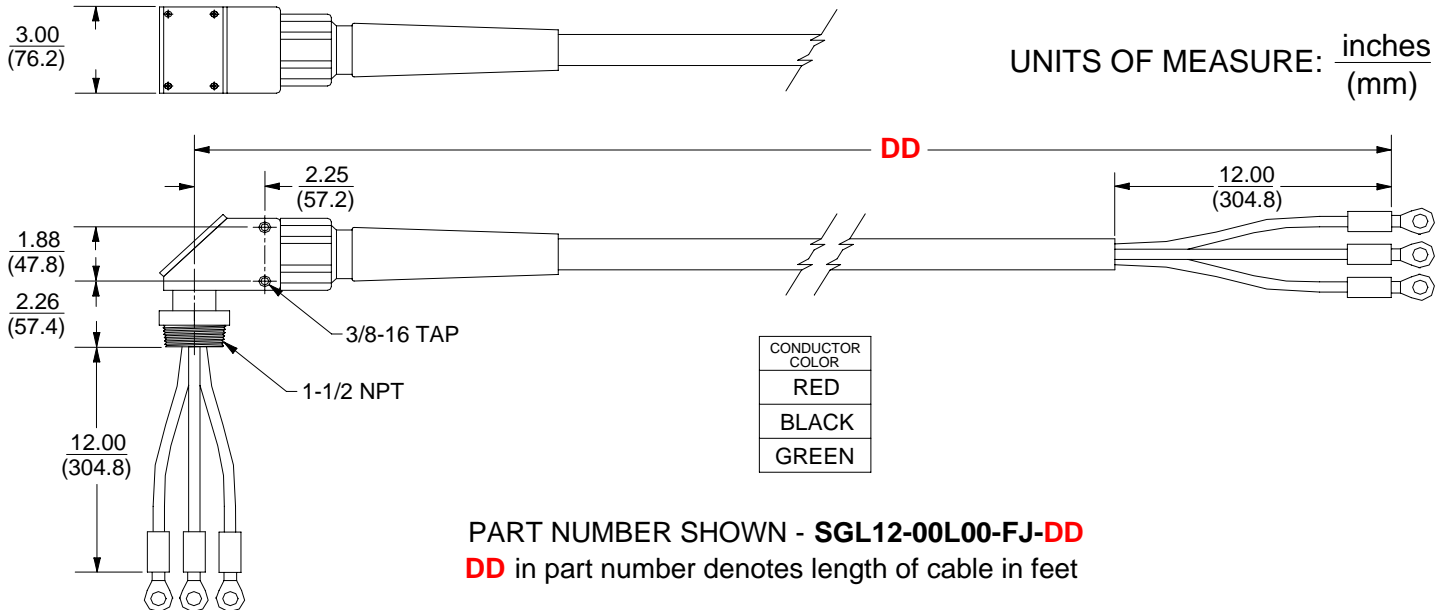 3.00
(76.2)
UNITS OF MEASURE: inches
(mm)
DD
2.25
(57.2)
12.00
(304.8)
1.88
(47.8)
2.26
(57.4)
3/8-16 TAP
1-1/2 NPT
12.00
(304.8)
CONDUCTOR
COLOR
RED
BLACK
GREEN
PART NUMBER SHOWN - SGL12-00L00-FJ-DD
DD in part number denotes length of cable in feet